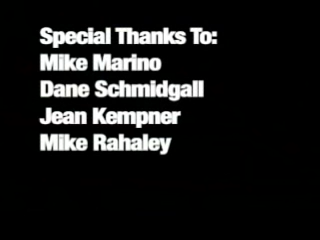 Special Thanks To:
Mike Marino
Dane Schmidgall
Jean Kempner
Mike Rahaley